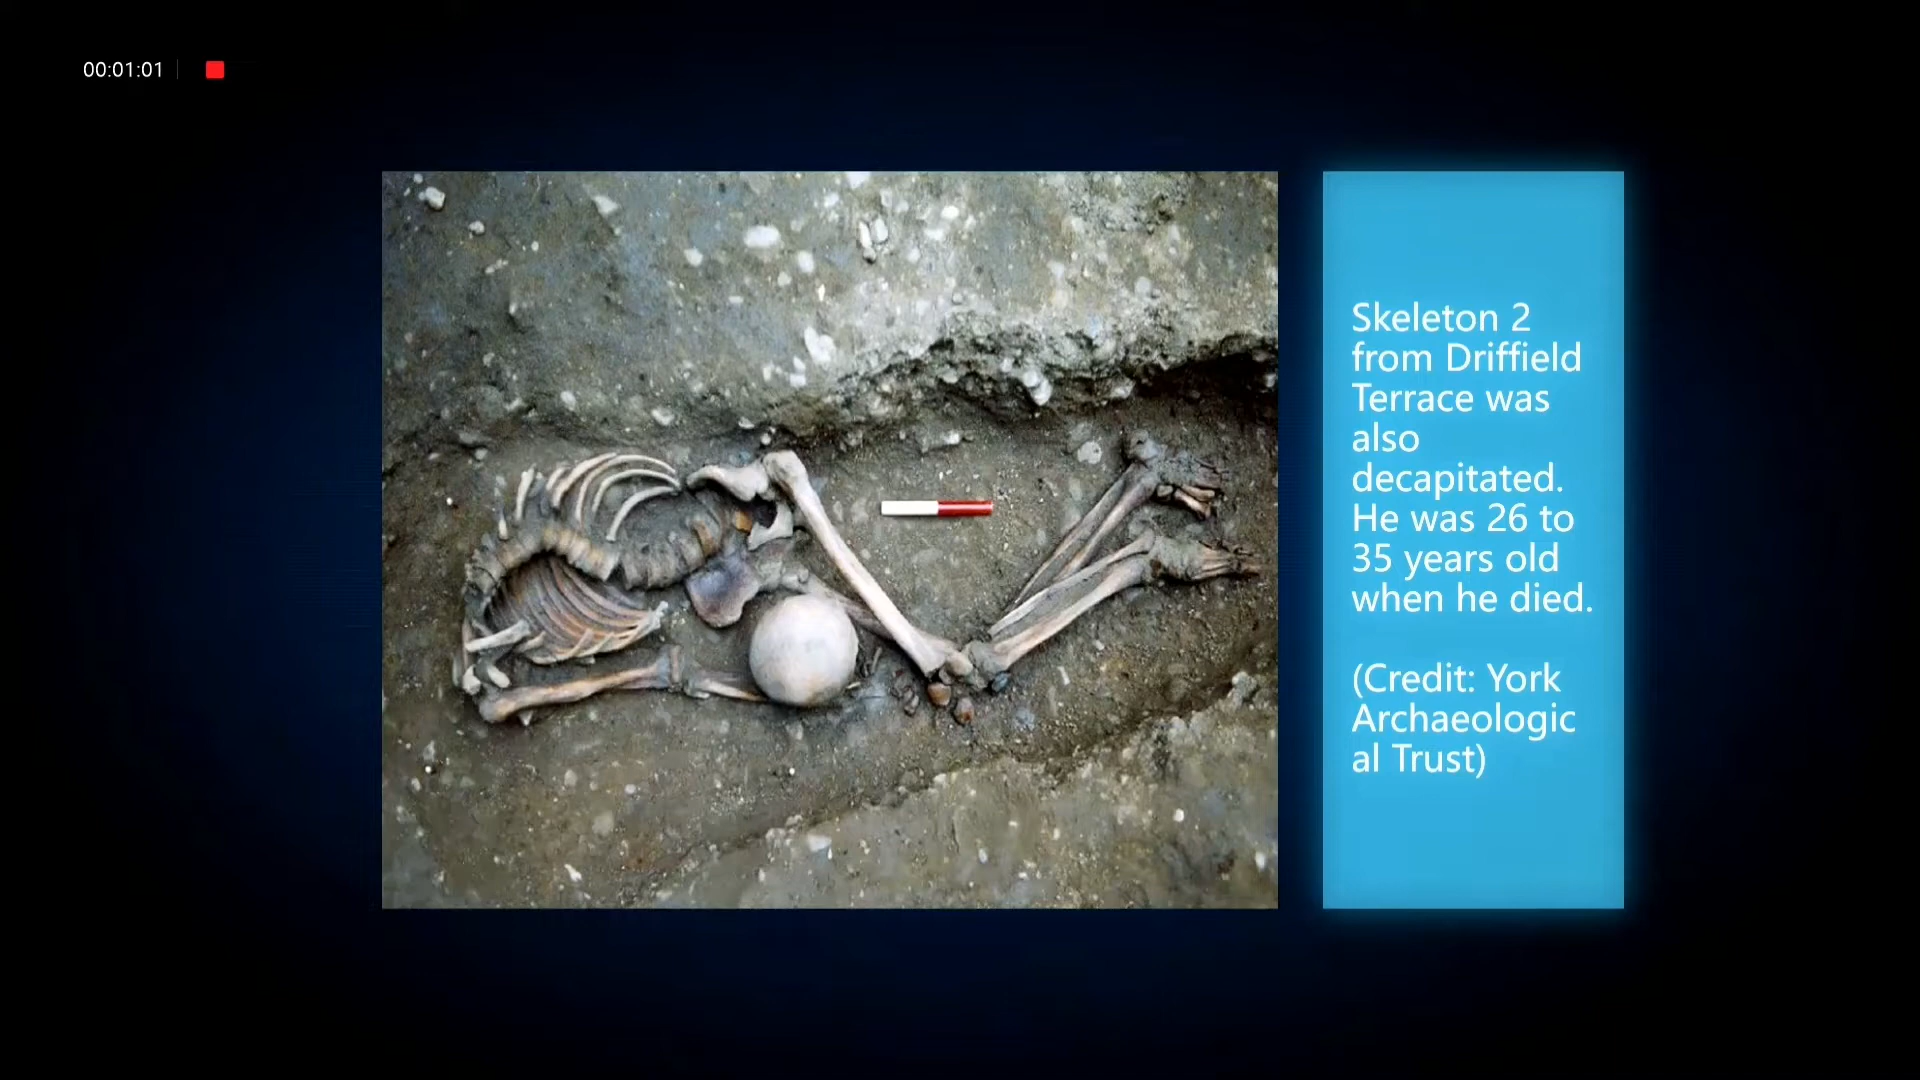 00:01:01
Skeleton 2
from Driffield
Terrace was
also
decapitated.
He was 26 to
35 years old
when he died.
(Credit: York
Archaeologic
al Trust)